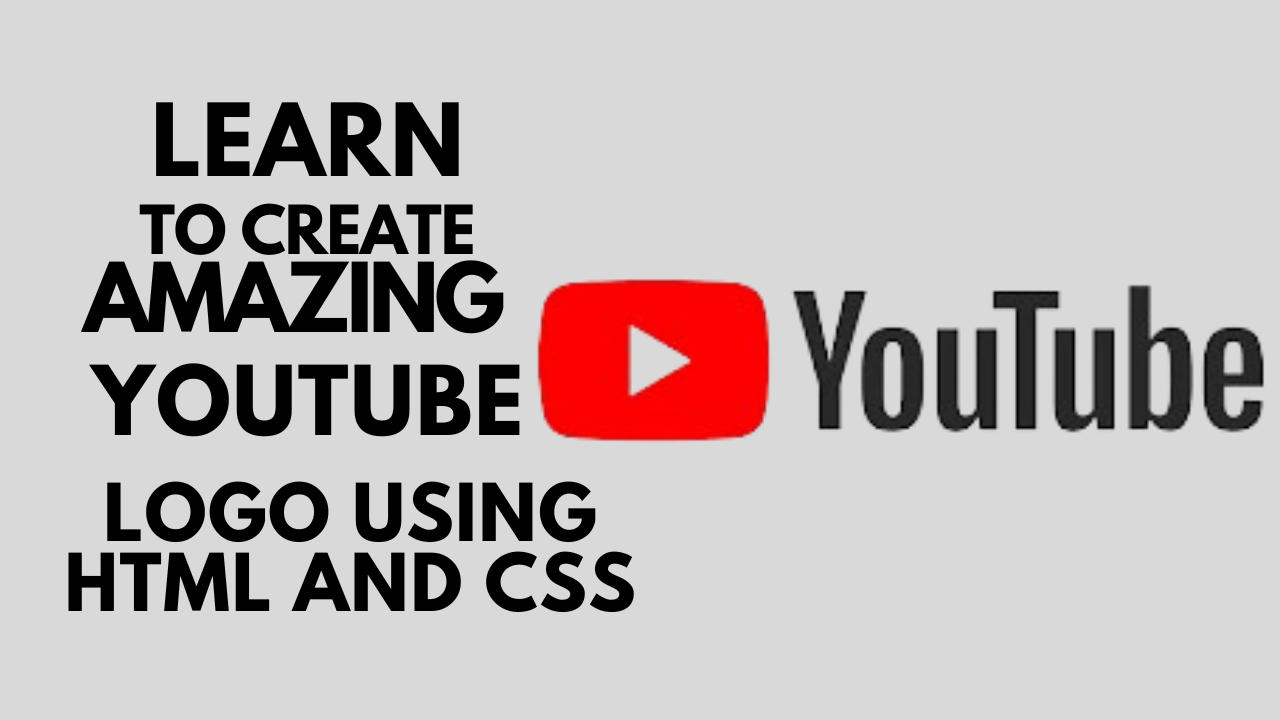 LEARN
TO CREATE
AMAZING
YOUTUBE
LOGO USING
HTML AND CSS
YouTube